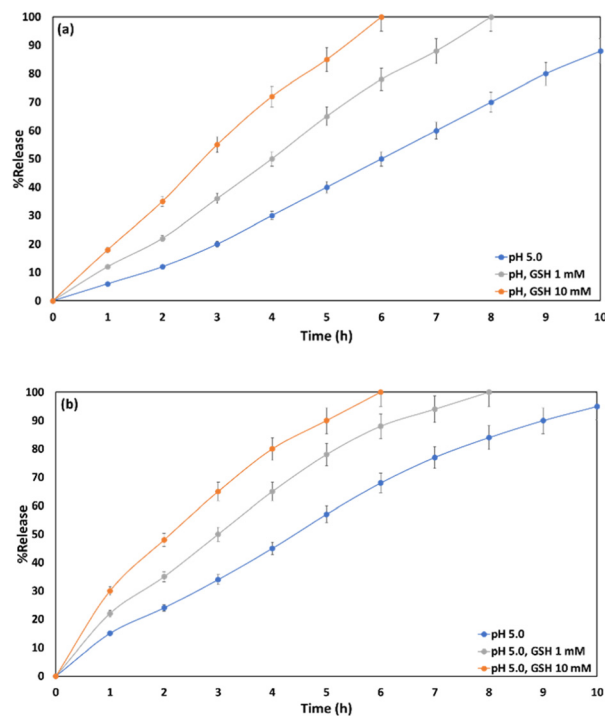 (a)
%Release
100
90
80
70
60
50
40
30
20
10
0
pH 5.0
pH, GSH 1 mM
pH, GSH 10 mM
0 1 2 3 4 5 6 7 8 9 10
Time (h)
(b)
%Release
100
90
80
70
60
50
40
30
20
10
0
pH 5.0
pH 5.0, GSH 1 mM
pH 5.0, GSH 10 mM
0 1 2 3 4 5 6 7 8 9 10
Time (h)